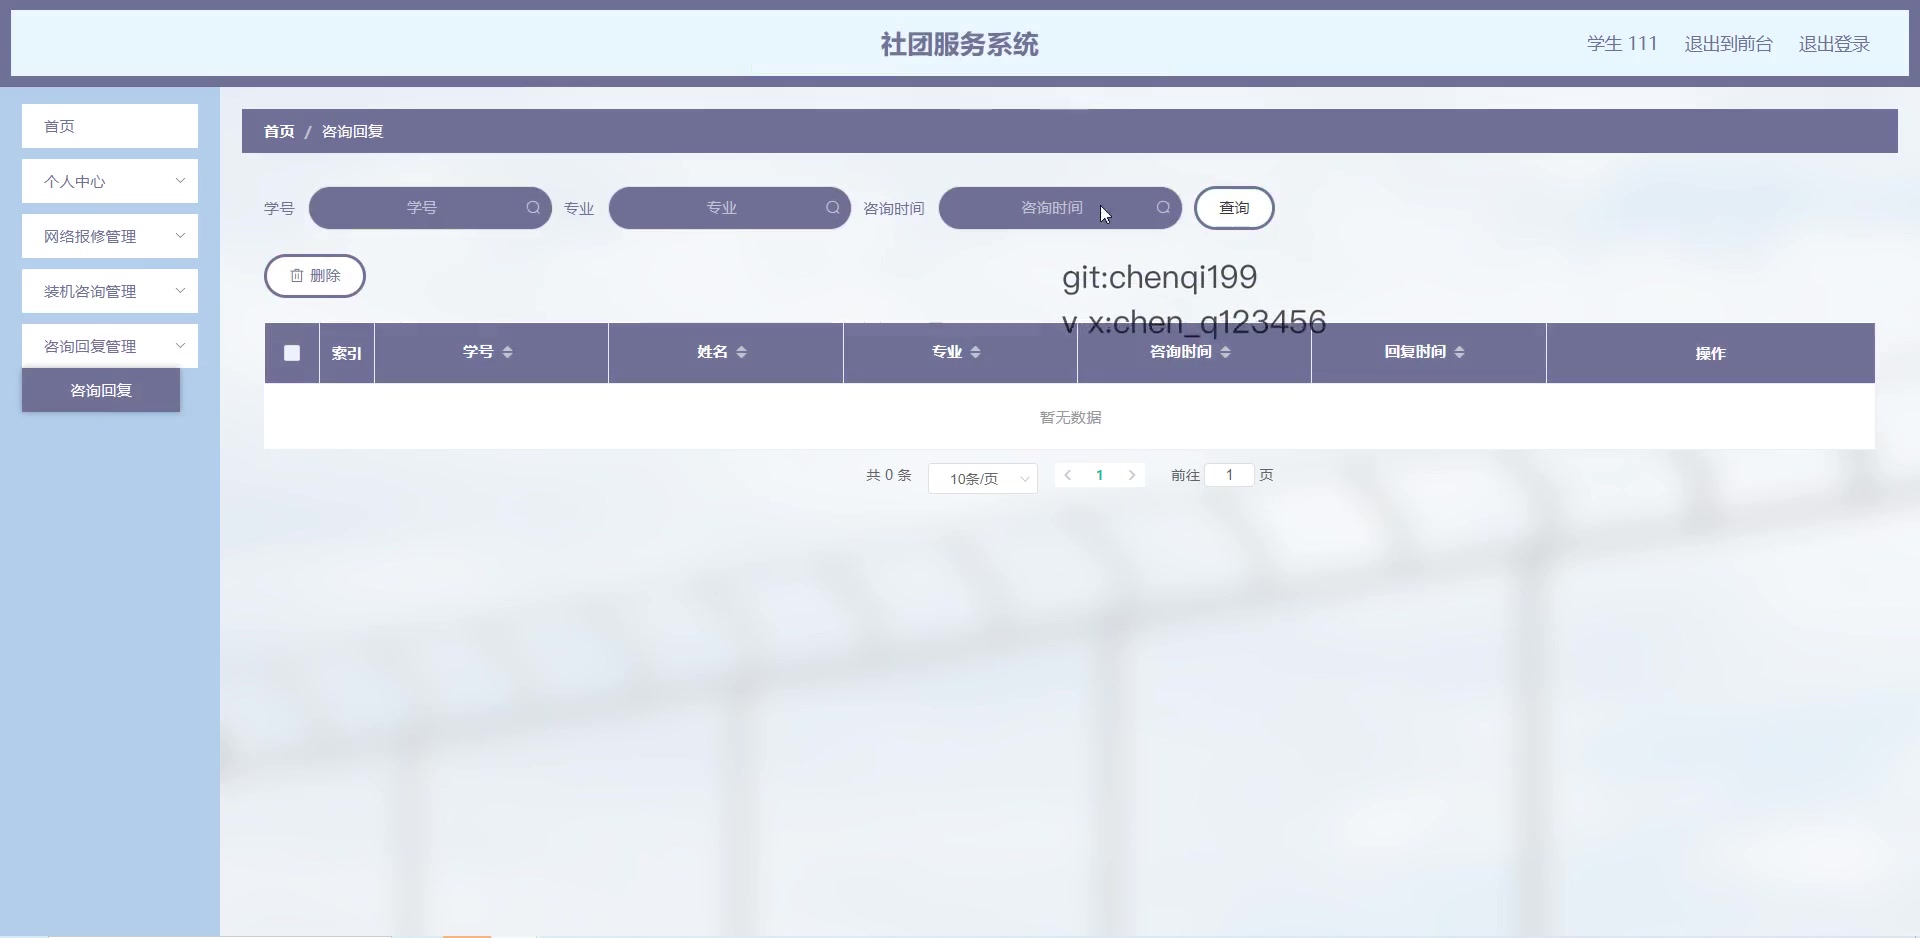 社团服务系统
学生 111
退出到前台
退出登录
首页
个人中心
网络报修管理
装机咨询管理
咨询回复管理
咨询回复
首页 / 咨询回复
学号 学号 专业 专业 咨询时间 咨询时间 查询
删除
git:chenqi199
v x:chen_q123456
索引 学号 姓名 专业 咨询时间 回复时间 操作
暂无数据
共 0 条 10条/页 1 前往 1 页